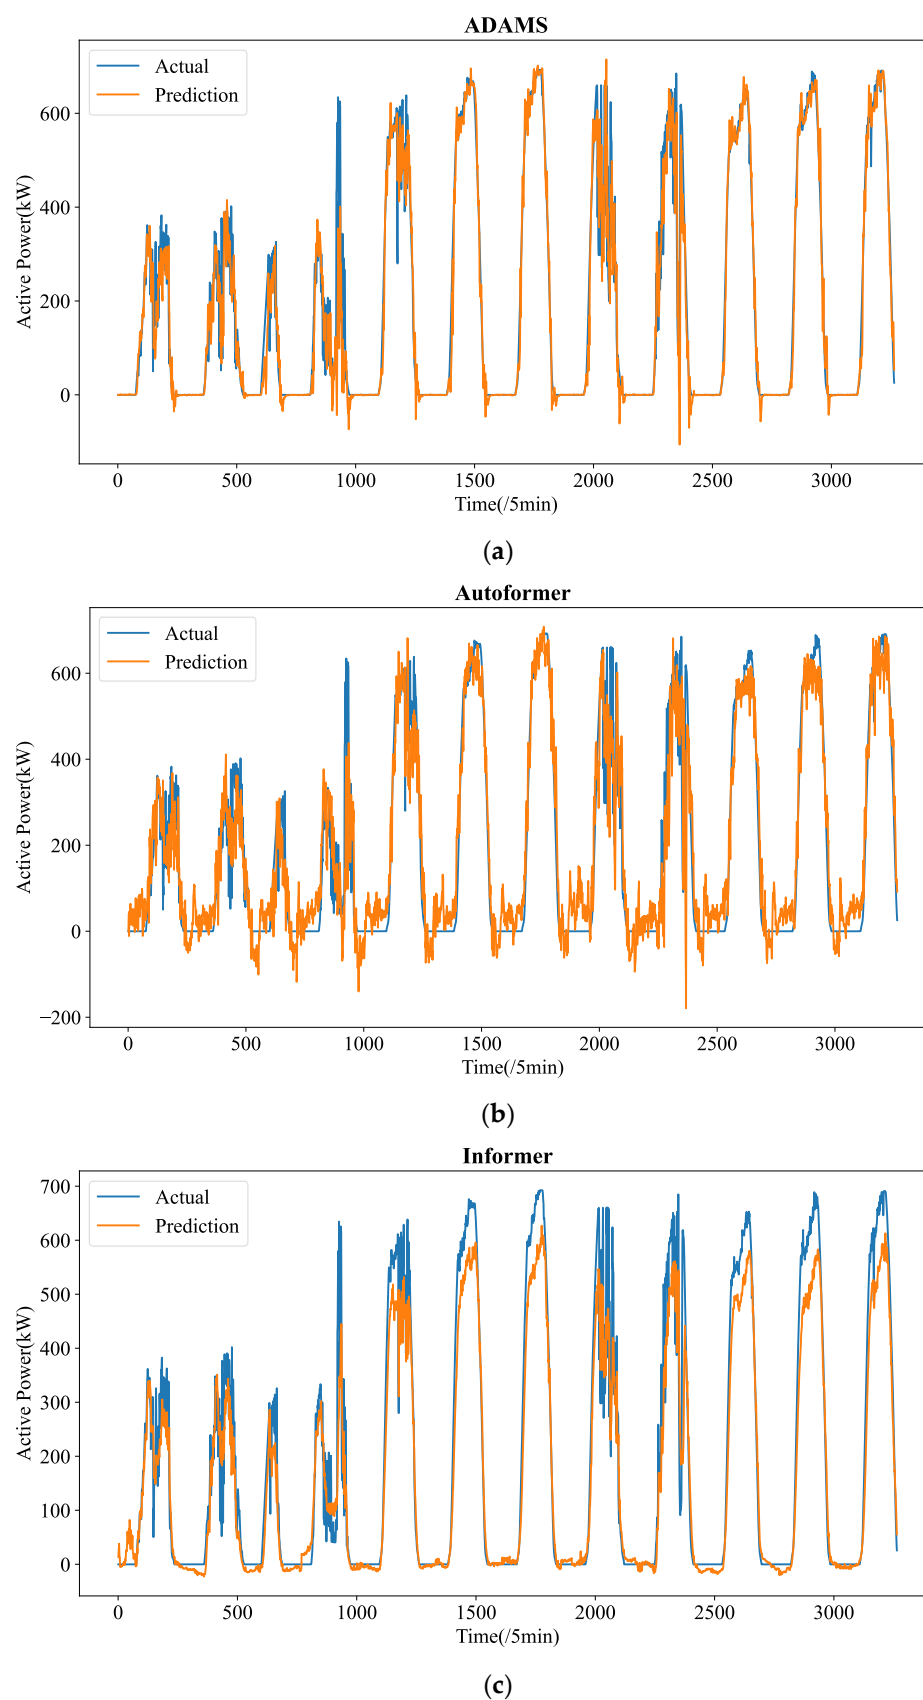 ADAMS
Actual
Prediction
600
400
200
0
Active Power(kW)
0 500 1000 1500 2000 2500 3000
Time(/5min)
(a)
Autoformer
Actual
Prediction
600
400
200
0
−200
Active Power(kW)
0 500 1000 1500 2000 2500 3000
Time(/5min)
(b)
Informer
Actual
Prediction
700
600
500
400
300
200
100
0
Active Power(kW)
0 500 1000 1500 2000 2500 3000
Time(/5min)
(c)